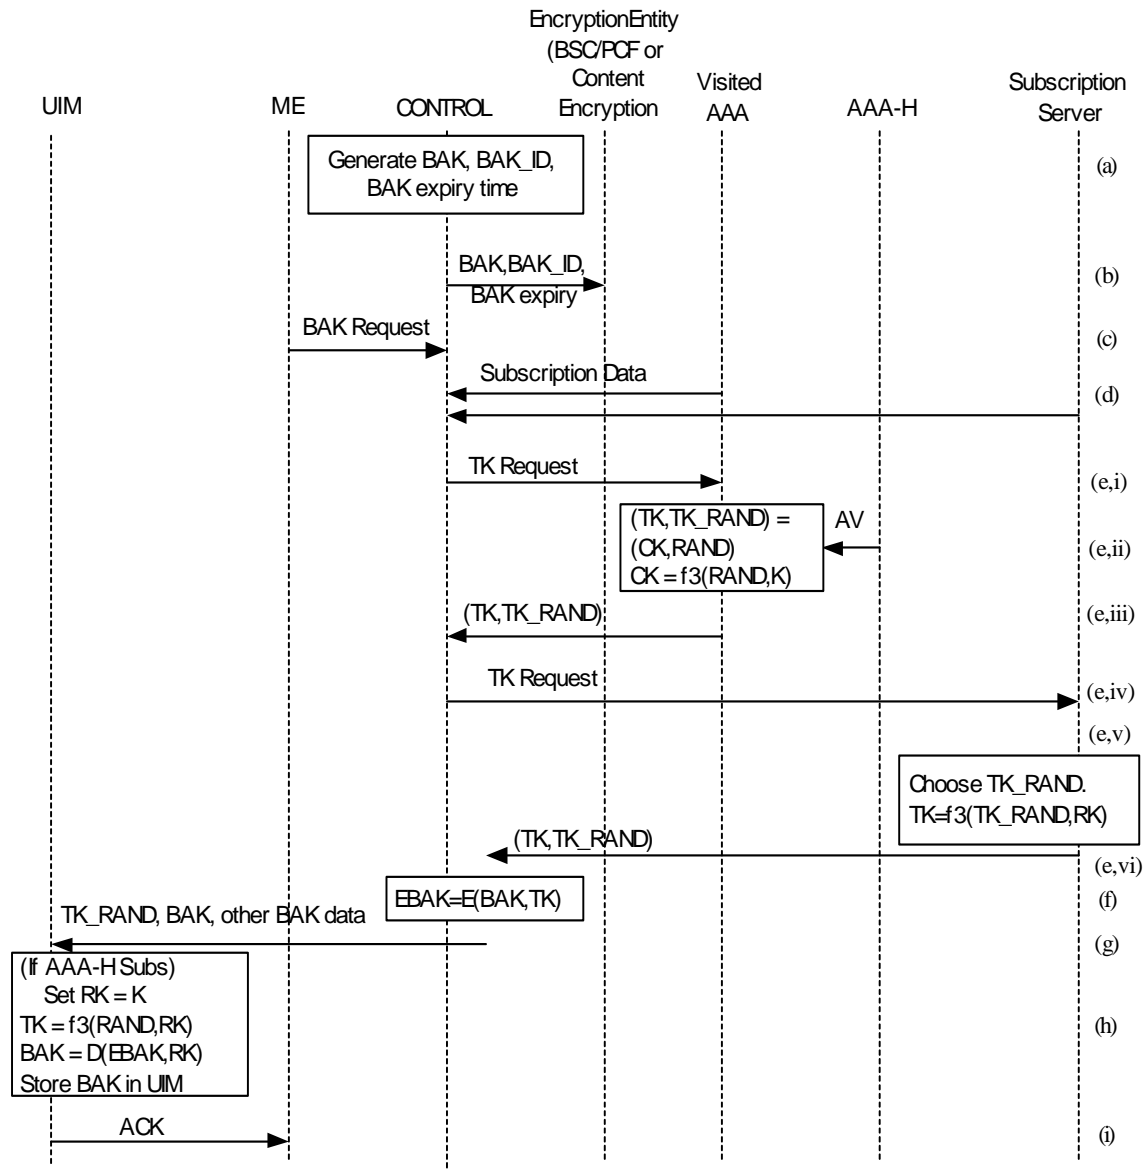 EncryptionEntity
(BSC/PCF or
Content
Encryption
UIM
ME
CONTROL
Visited
AAA
AAA-H
Subscription
Server
Generate BAK, BAK_ID,
BAK expiry time
(a)
BAK,BAK_ID,
BAK expiry
(b)
BAK Request
(c)
Subscription Data
(d)
TK Request
(e,i)
(TK,TK_RAND) =
(CK,RAND)
CK = f3(RAND,K)
AV
(e,ii)
(TK,TK_RAND)
(e,iii)
TK Request
(e,iv)
(e,v)
Choose TK_RAND.
TK=f3(TK_RAND,RK)
(TK,TK_RAND)
(e,vi)
EBAK=E(BAK,TK)
(f)
TK_RAND, BAK, other BAK data
(g)
(If AAA-H Subs)
Set RK = K
TK = f3(RAND,RK)
BAK = D(EBAK,RK)
Store BAK in UIM
(h)
ACK
(i)